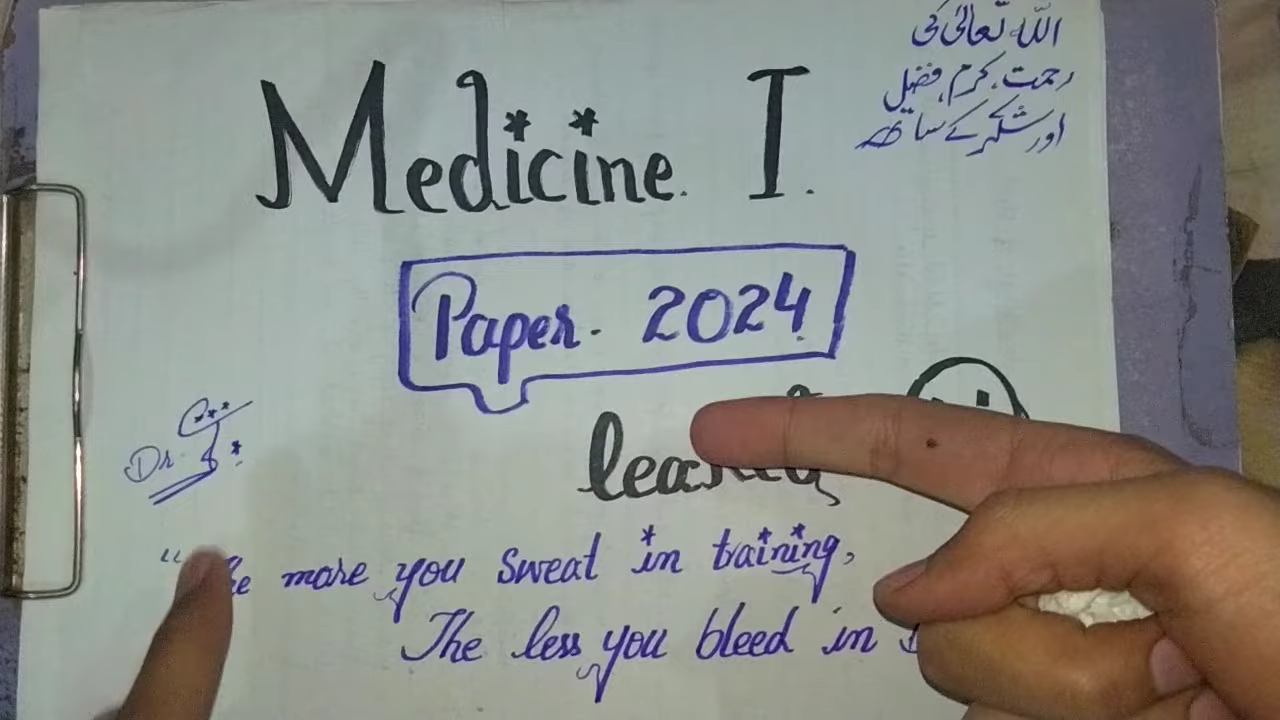 اللہ تعالیٰ کی
رحمت، کرم، فضل
اور شکر کے ساتھ
Medicine. I.
Paper. 2024
Dr.
"The more you sweat in training,
The less you bleed in